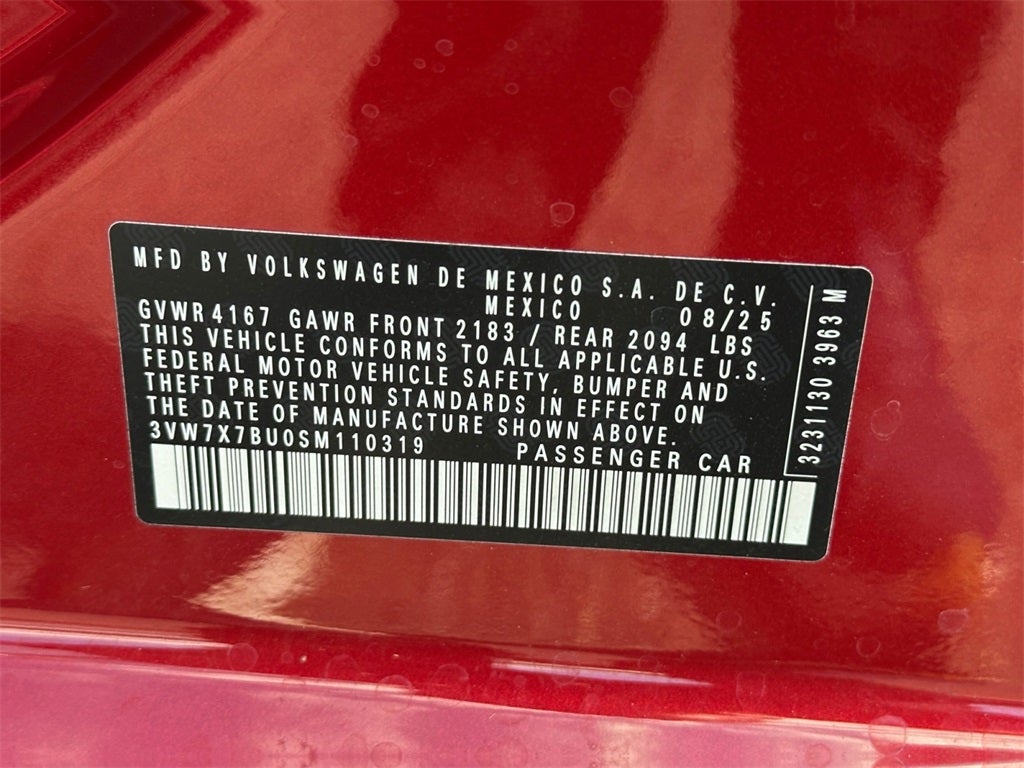 MFD BY VOLKSWAGEN DE MEXICO S.A. DE C.V.
MEXICO 08/25
GVWR 4167 GAWR FRONT 2183 / REAR 2094 LBS
THIS VEHICLE CONFORMS TO ALL APPLICABLE U.S.
FEDERAL MOTOR VEHICLE SAFETY, BUMPER AND
THEFT PREVENTION STANDARDS IN EFFECT ON
THE DATE OF MANUFACTURE SHOWN ABOVE.
3VW7X7BU0SM110319 PASSENGER CAR
3231130 3963 M